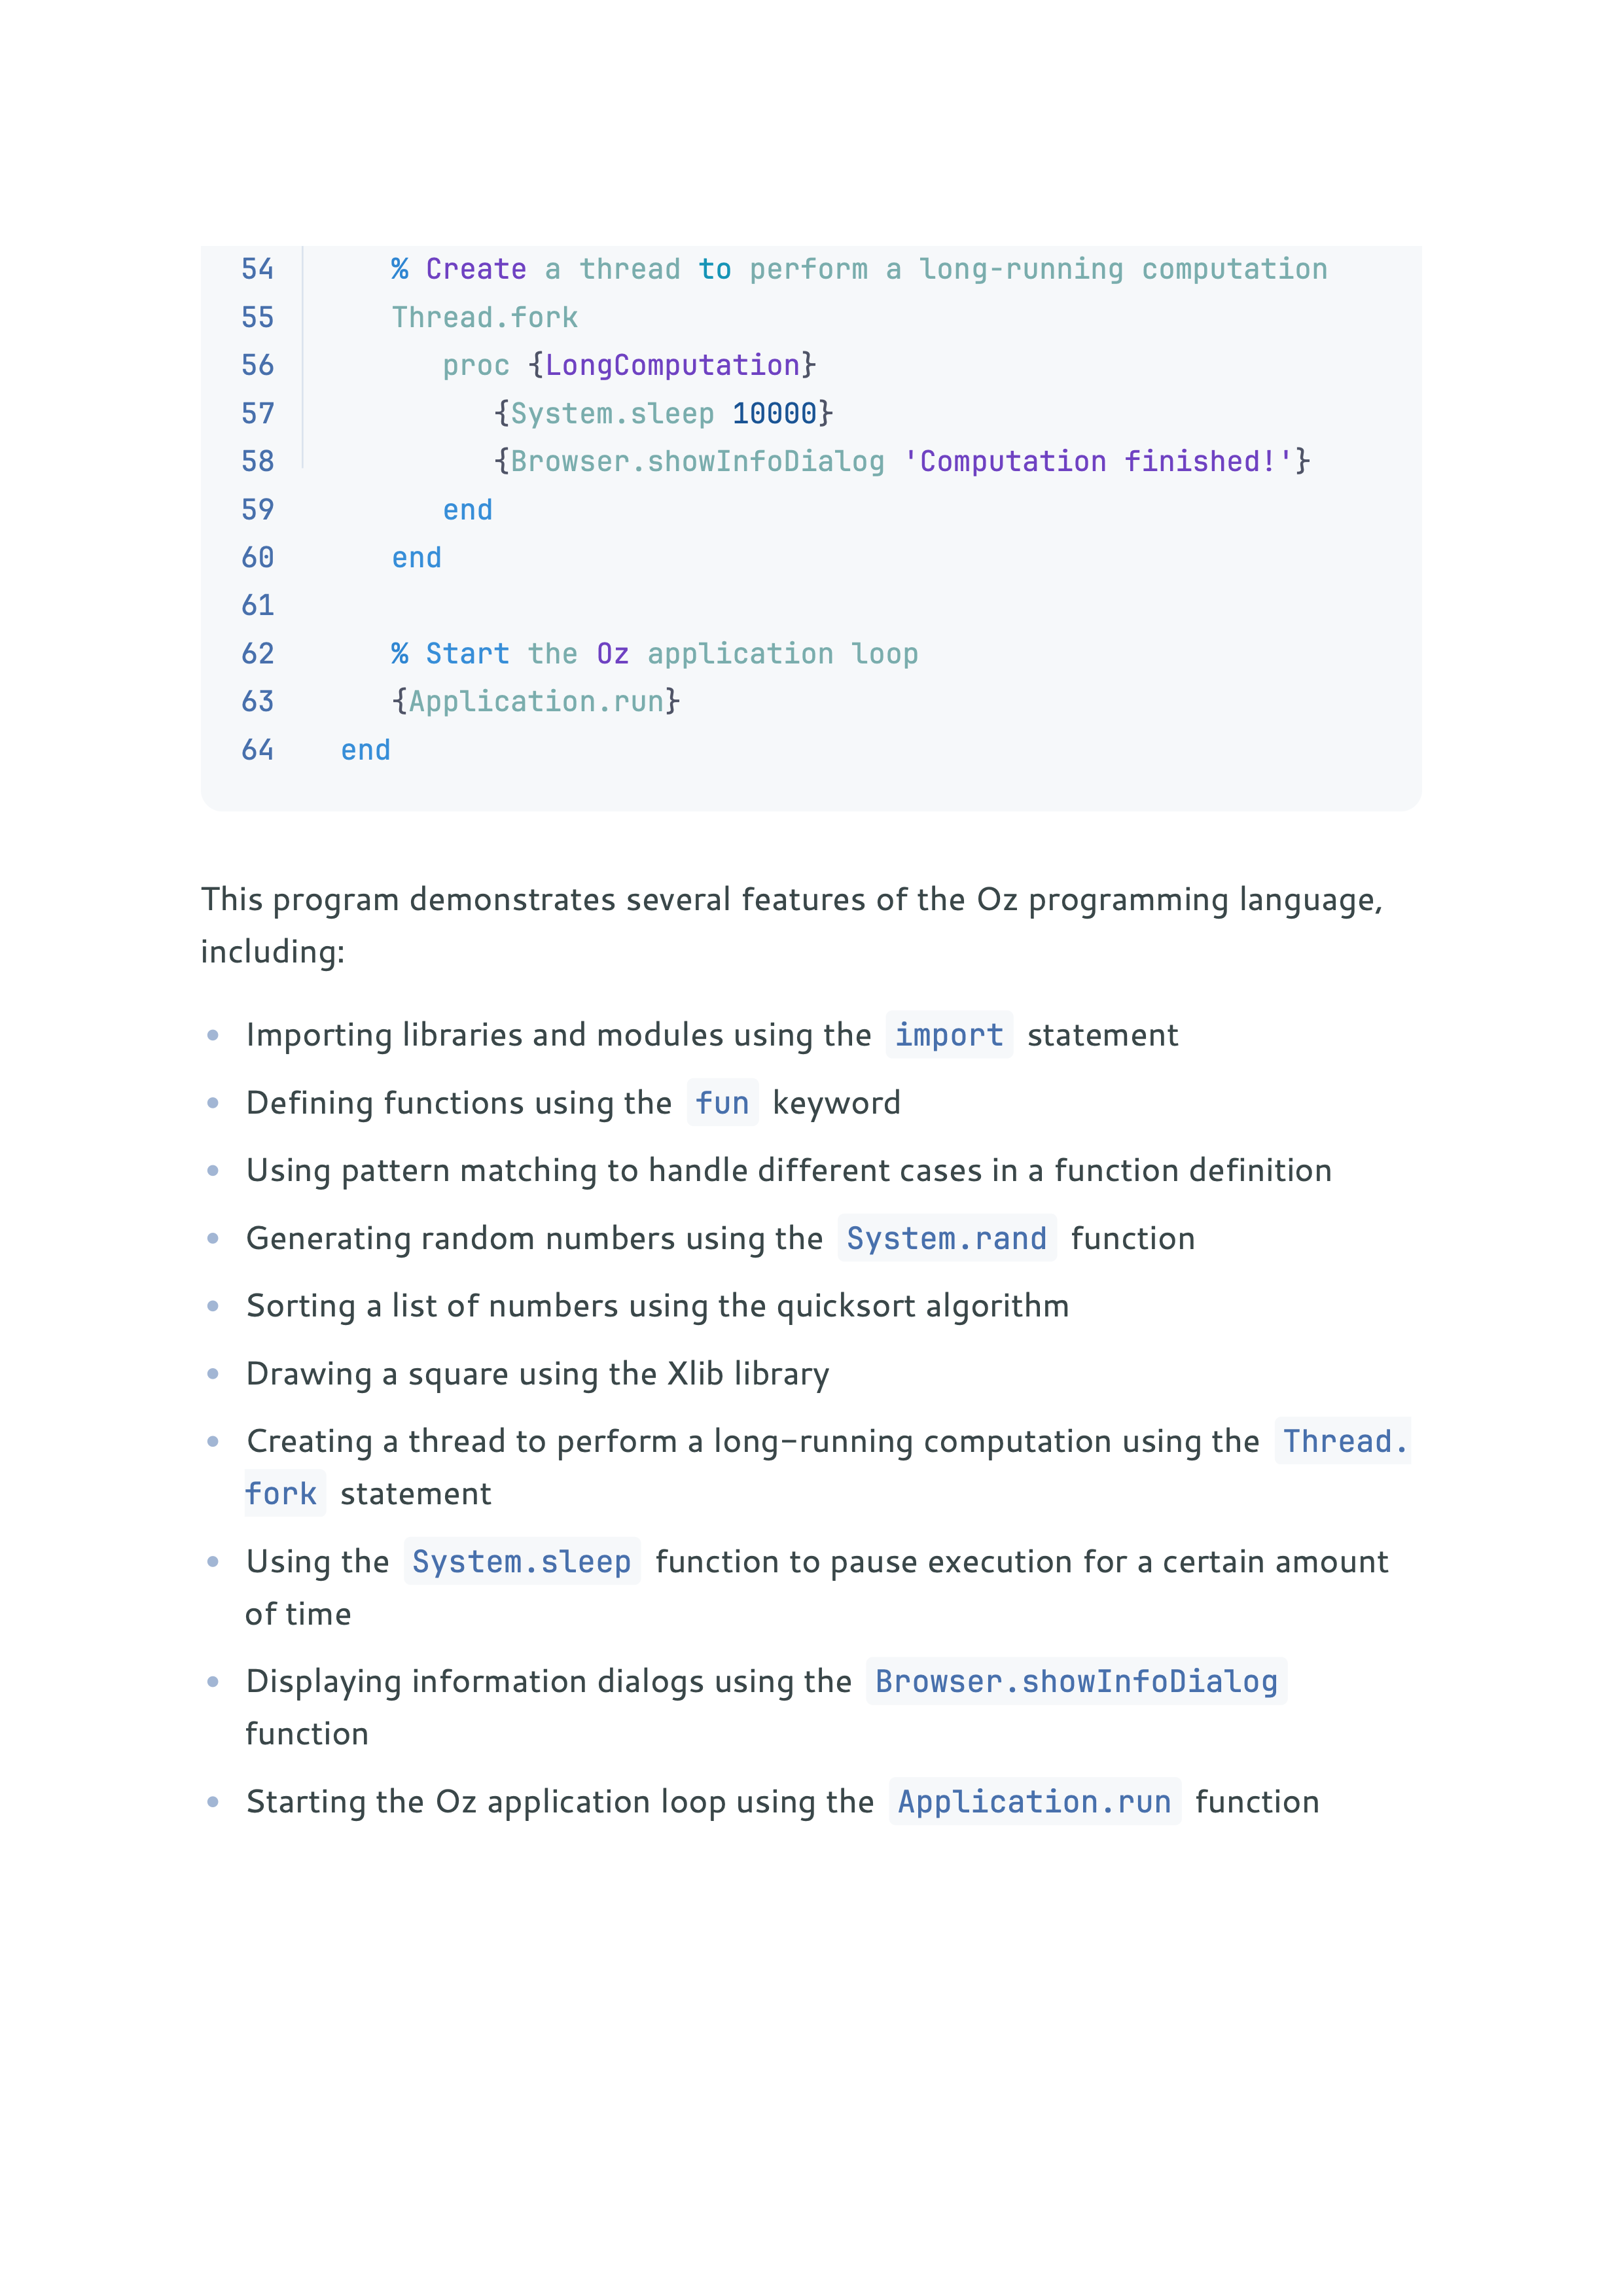 54 % Create a thread to perform a long-running computation
55 Thread.fork
56 proc {LongComputation}
57 {System.sleep 10000}
58 {Browser.showInfoDialog 'Computation finished!'}
59 end
60 end
61
62 % Start the Oz application loop
63 {Application.run}
64 end
This program demonstrates several features of the Oz programming language,
including:
• Importing libraries and modules using the import statement
• Defining functions using the fun keyword
• Using pattern matching to handle different cases in a function definition
• Generating random numbers using the System.rand function
• Sorting a list of numbers using the quicksort algorithm
• Drawing a square using the Xlib library
• Creating a thread to perform a long-running computation using the Thread.
fork statement
• Using the System.sleep function to pause execution for a certain amount
of time
• Displaying information dialogs using the Browser.showInfoDialog
function
• Starting the Oz application loop using the Application.run function